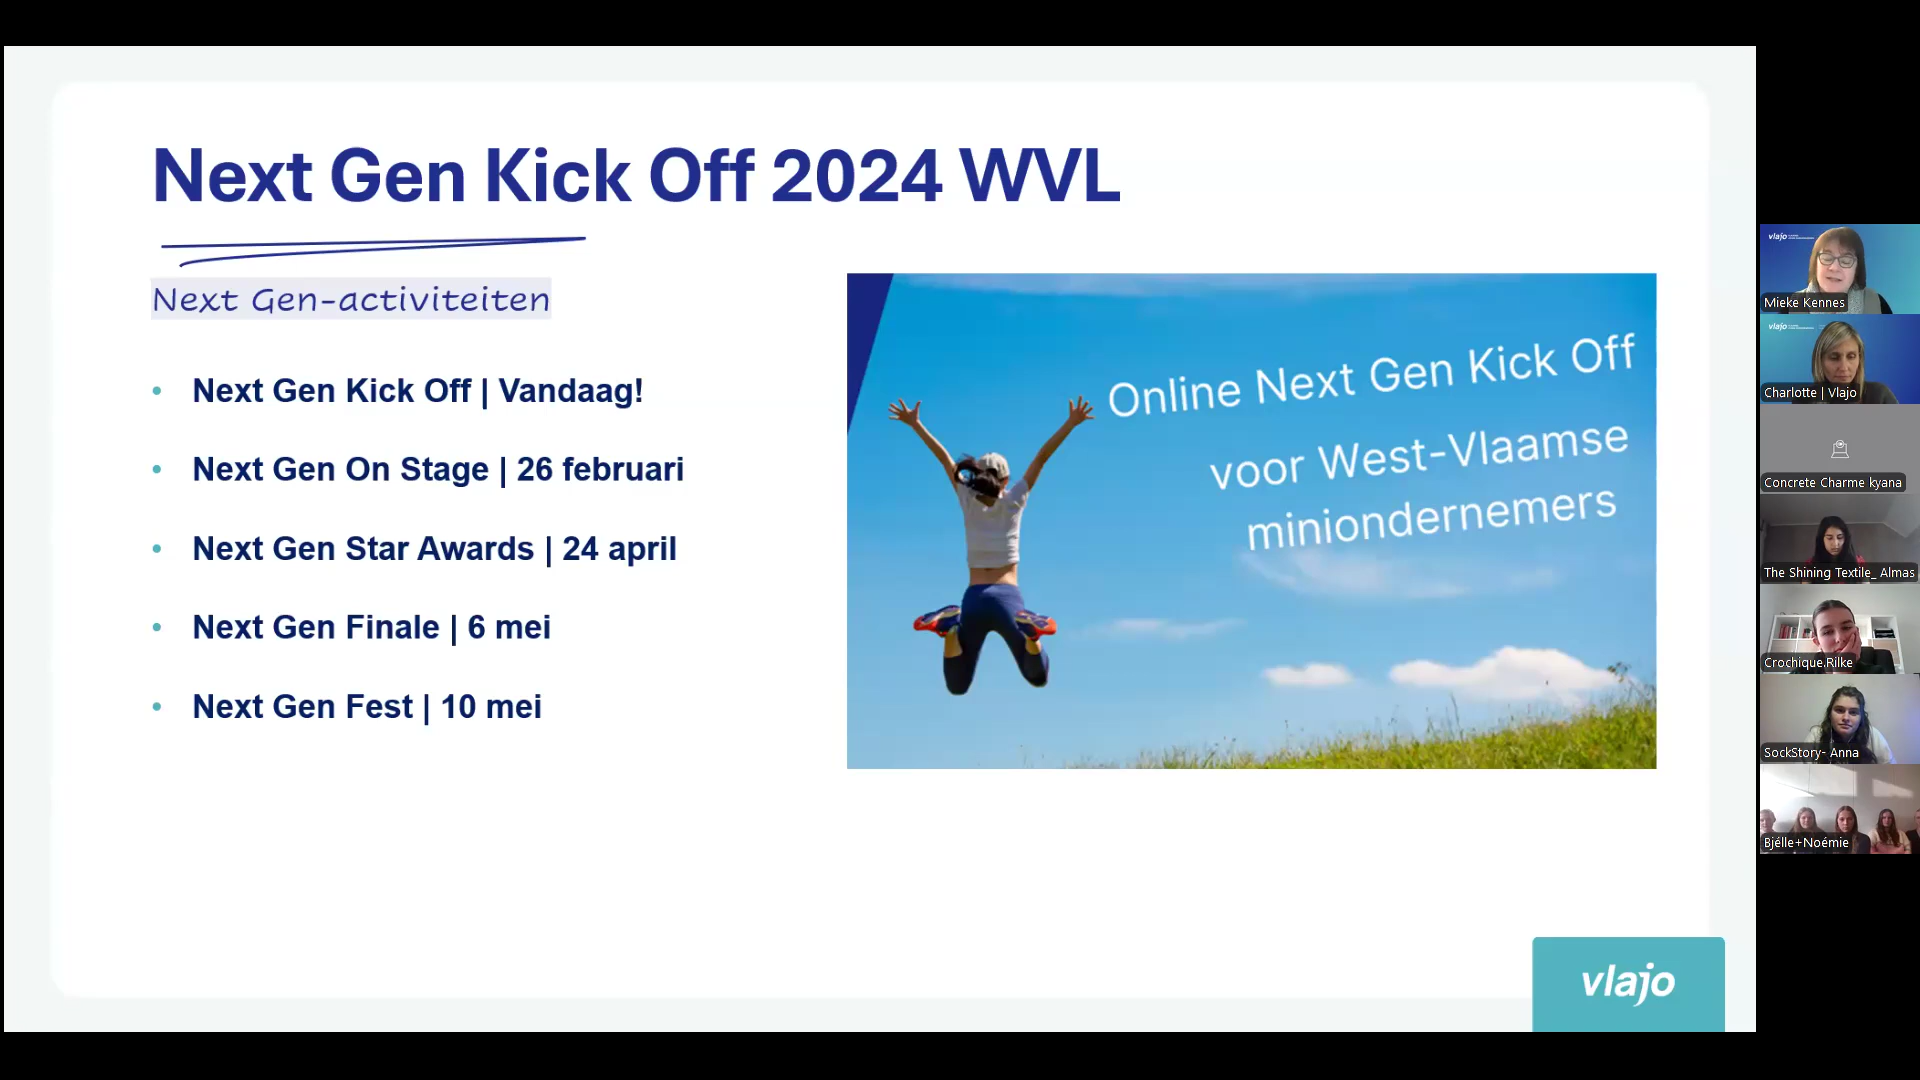 Next Gen Kick Off 2024 WVL
Next Gen-activiteiten
• Next Gen Kick Off | Vandaag!
• Next Gen On Stage | 26 februari
• Next Gen Star Awards | 24 april
• Next Gen Finale | 6 mei
• Next Gen Fest | 10 mei
Online Next Gen Kick Off
voor West-Vlaamse
miniondernemers
vlajo
vlajo
Mieke Kennes
vlajo
Charlotte | Vlajo
Concrete Charme kyana
The Shining Textile_ Almas
Crochique.Rilke
SockStory- Anna
Bjélle+Noémie